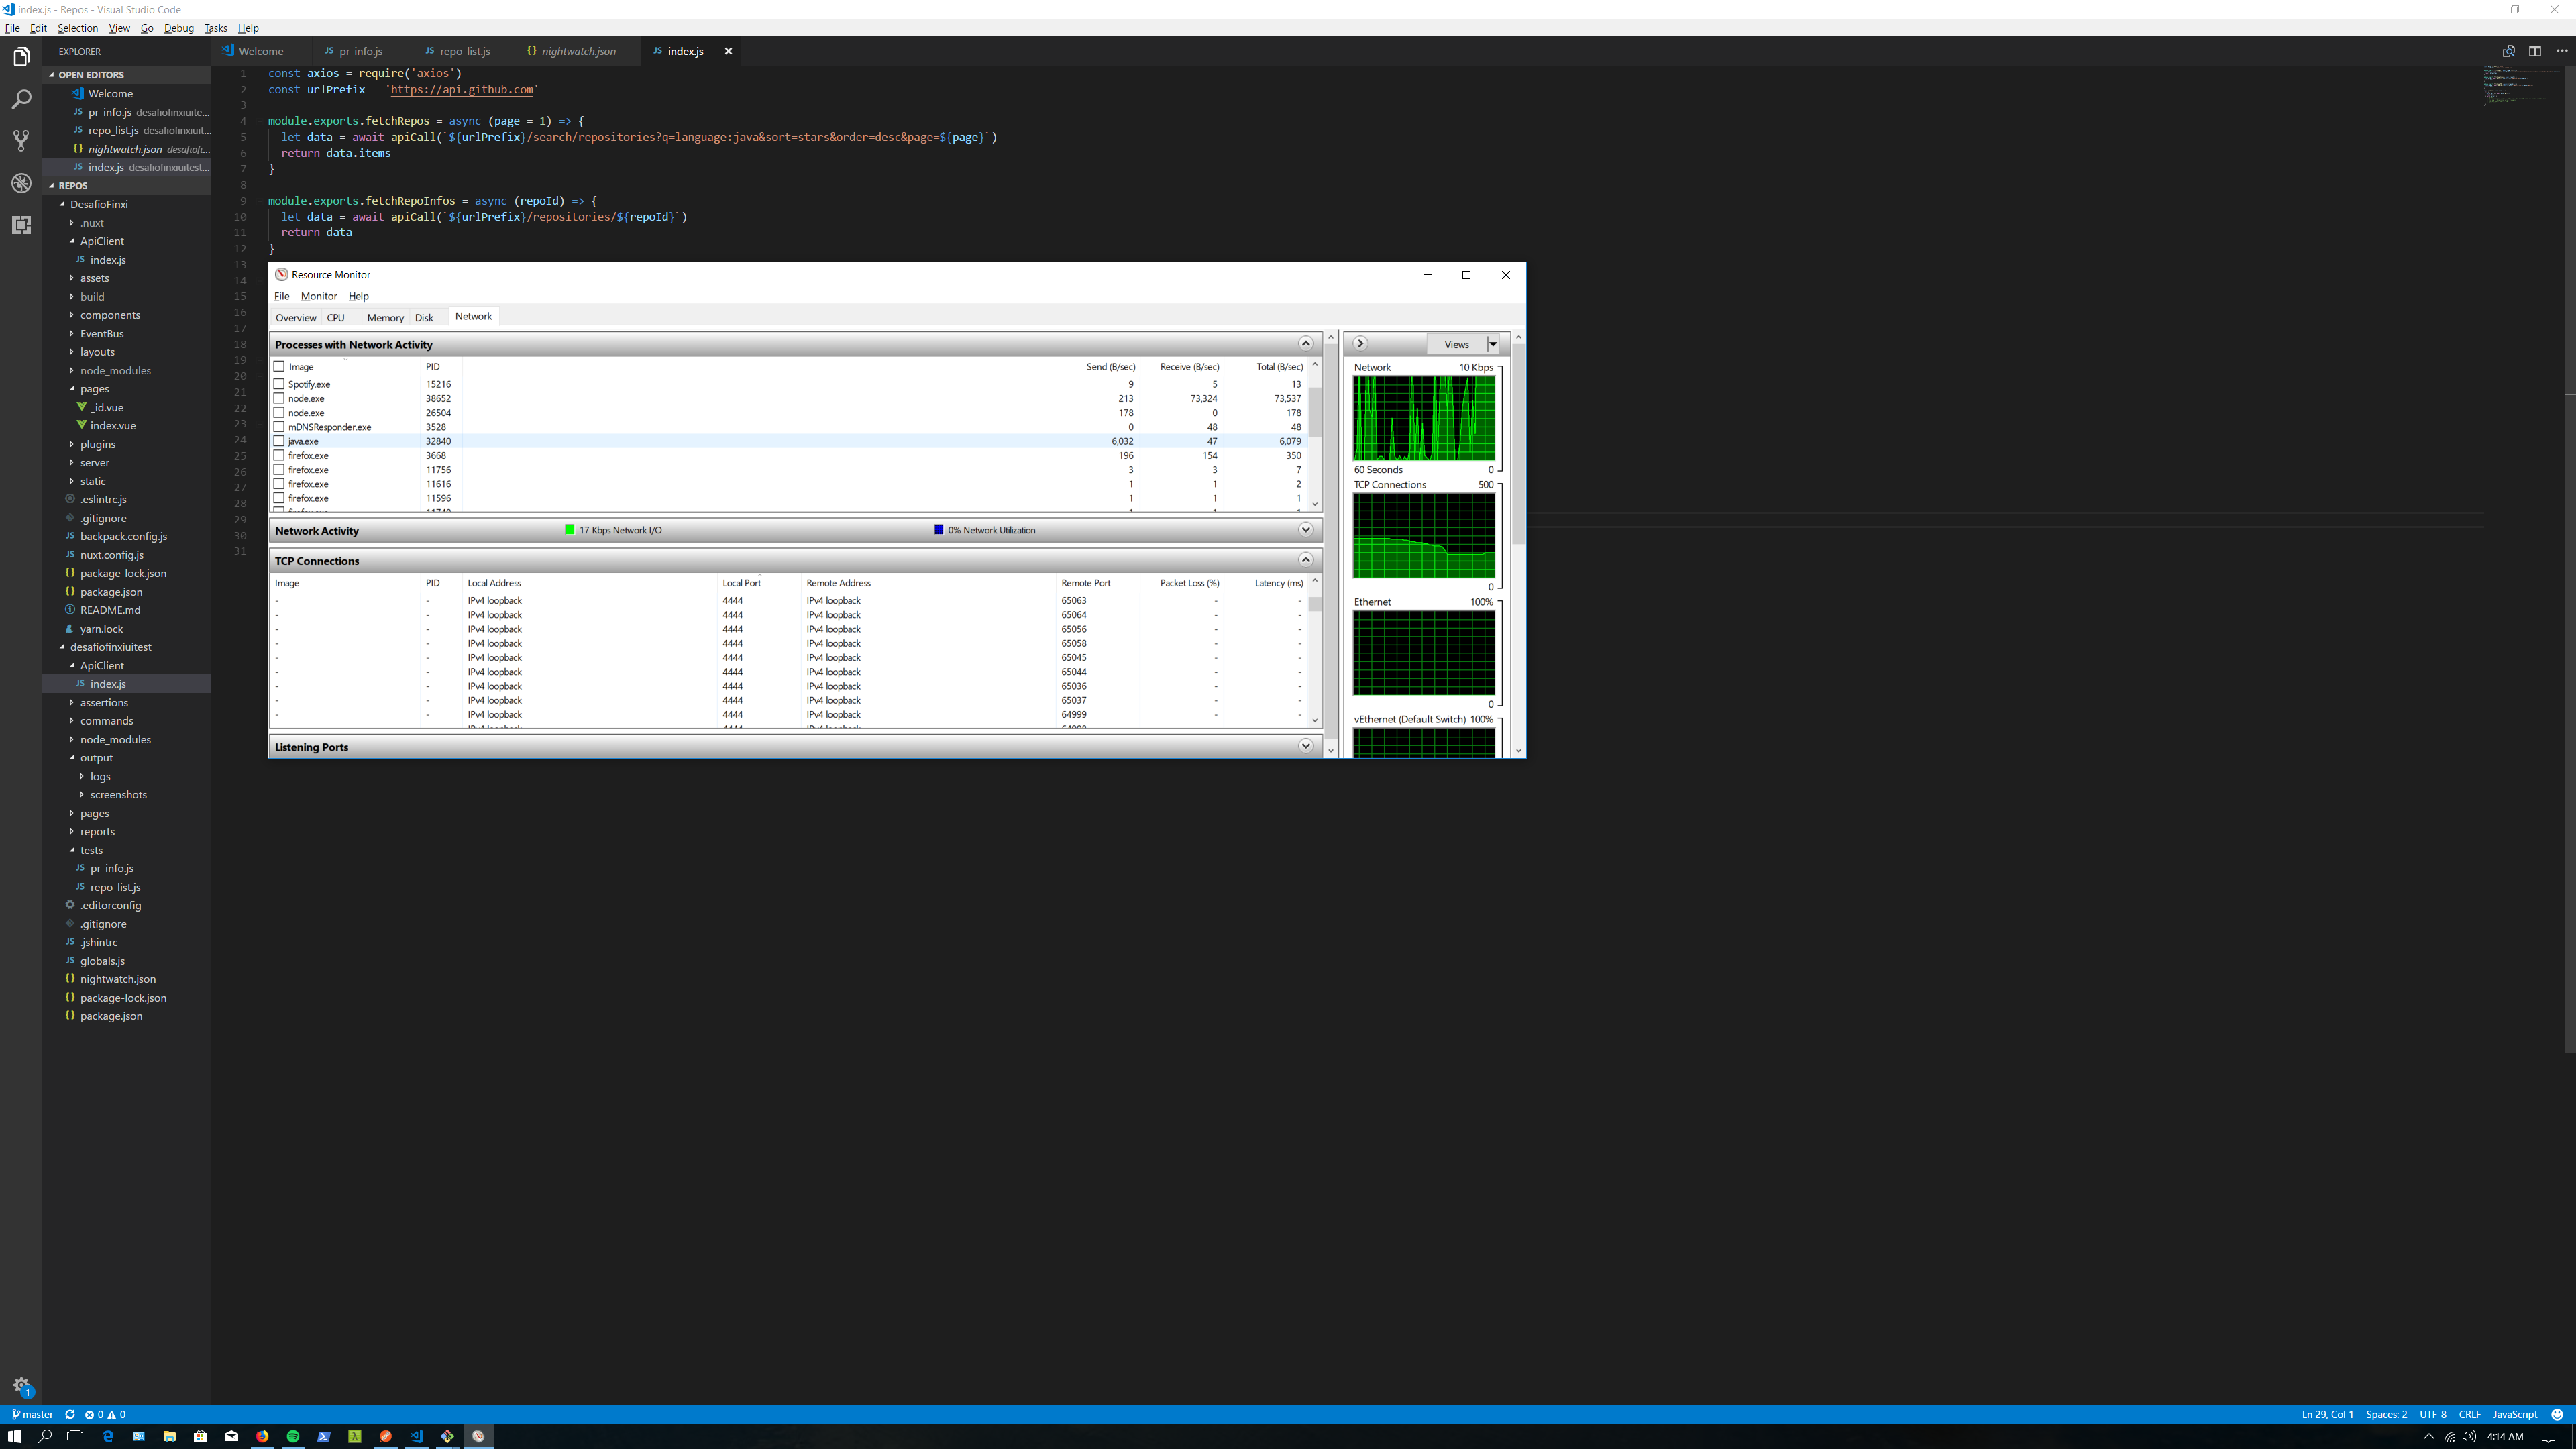 index.js - Repos - Visual Studio Code
File Edit Selection View Go Debug Tasks Help
EXPLORER
OPEN EDITORS
Welcome
pr_info.js desafiofinxiuite...
repo_list.js desafiofinxiuit...
nightwatch.json desafiofi...
index.js desafiofinxiuitest...
REPOS
DesafioFinxi
.nuxt
ApiClient
index.js
assets
build
components
EventBus
layouts
node_modules
pages
_id.vue
index.vue
plugins
server
static
.eslintrc.js
.gitignore
backpack.config.js
nuxt.config.js
package-lock.json
package.json
README.md
yarn.lock
desafiofinxiuitest
ApiClient
index.js
assertions
commands
node_modules
output
logs
screenshots
pages
reports
tests
pr_info.js
repo_list.js
.editorconfig
.gitignore
.jshintrc
globals.js
nightwatch.json
package-lock.json
package.json
Welcome pr_info.js repo_list.js nightwatch.json index.js
1 const axios = require('axios')
2 const urlPrefix = 'https://api.github.com'
3
4 module.exports.fetchRepos = async (page = 1) => {
5 let data = await apiCall(`${urlPrefix}/search/repositories?q=language:java&sort=stars&order=desc&page=${page}`)
6 return data.items
7 }
8
9 module.exports.fetchRepoInfos = async (repoId) => {
10 let data = await apiCall(`${urlPrefix}/repositories/${repoId}`)
11 return data
12 }
13
14
15
16
17
18
19
20
21
22
23
24
25
26
27
28
29
30
31
Resource Monitor
File Monitor Help
Overview CPU Memory Disk Network
Processes with Network Activity
Image PID Send (B/sec) Receive (B/sec) Total (B/sec)
Spotify.exe 15216 9 5 13
node.exe 38652 213 73,324 73,537
node.exe 26504 178 0 178
mDNSResponder.exe 3528 0 48 48
java.exe 32840 6,032 47 6,079
firefox.exe 3668 196 154 350
firefox.exe 11756 3 3 7
firefox.exe 11616 1 1 2
firefox.exe 11596 1 1 1
Network Activity 17 Kbps Network I/O 0% Network Utilization
TCP Connections
Image PID Local Address Local Port Remote Address Remote Port Packet Loss (%) Latency (ms)
- - IPv4 loopback 4444 IPv4 loopback 65063 - -
- - IPv4 loopback 4444 IPv4 loopback 65064 - -
- - IPv4 loopback 4444 IPv4 loopback 65056 - -
- - IPv4 loopback 4444 IPv4 loopback 65058 - -
- - IPv4 loopback 4444 IPv4 loopback 65045 - -
- - IPv4 loopback 4444 IPv4 loopback 65044 - -
- - IPv4 loopback 4444 IPv4 loopback 65036 - -
- - IPv4 loopback 4444 IPv4 loopback 65037 - -
- - IPv4 loopback 4444 IPv4 loopback 64999 - -
Listening Ports
Views
Network 10 Kbps
60 Seconds 0
TCP Connections 500
0
Ethernet 100%
0
vEthernet (Default Switch) 100%
1
master 0 0
Ln 29, Col 1 Spaces: 2 UTF-8 CRLF JavaScript
4:14 AM